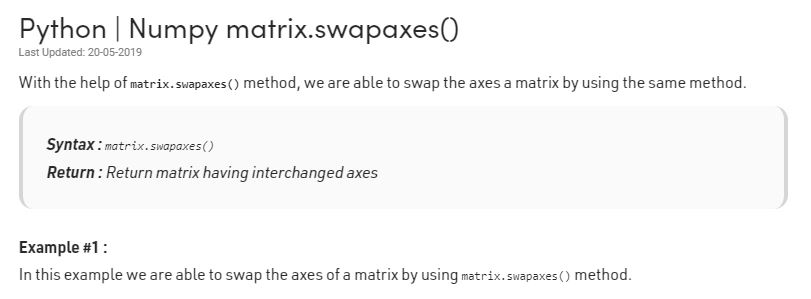 Python | Numpy matrix.swapaxes()
Last Updated: 20-05-2019
With the help of matrix.swapaxes() method, we are able to swap the axes a matrix by using the same method.
Syntax : matrix.swapaxes()
Return : Return matrix having interchanged axes
Example #1 :
In this example we are able to swap the axes of a matrix by using matrix.swapaxes() method.